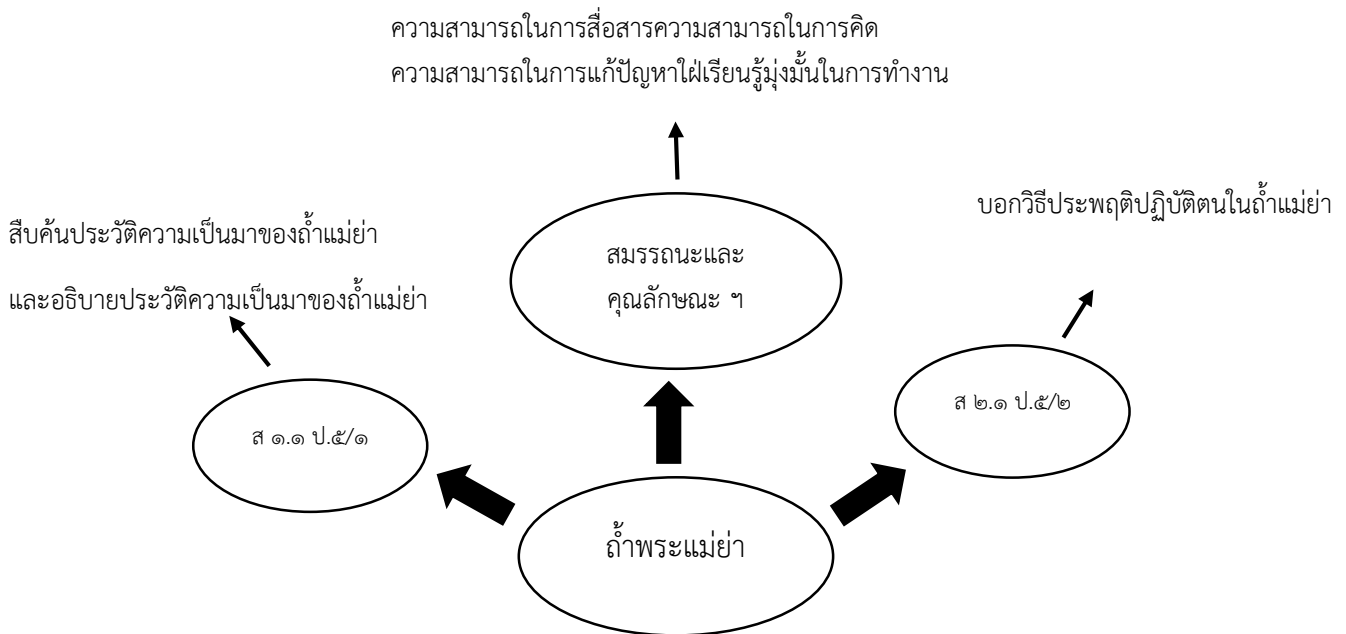 ความสามารถในการสื่อสารความสามารถในการคิด
ความสามารถในการแก้ปัญหาใฝ่เรียนรู้มุ่งมั้นในการทำงาน
บอกวิธีประพฤติปฏิบัติตนในถ้ำแม่ย่า
สืบค้นประวัติความเป็นมาของถ้ำแม่ย่า
และอธิบายประวัติความเป็นมาของถ้ำแม่ย่า
สมรรถนะและ
คุณลักษณะ ฯ
ส ๒.๑ ป.๕/๒
ส ๑.๑ ป.๕/๑
ถ้ำพระแม่ย่า